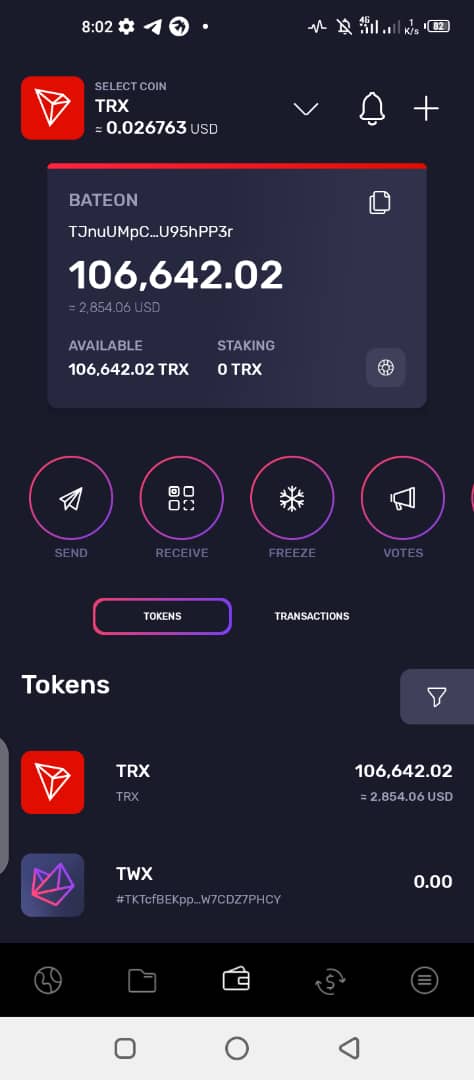 8:02
4G
1
K/s
82
SELECT COIN
TRX
≈ 0.026763 USD
BATEON
TJnuUMpC...U95hPP3r
106,642.02
≈ 2,854.06 USD
AVAILABLE STAKING
106,642.02 TRX 0 TRX
SEND RECEIVE FREEZE VOTES
TOKENS TRANSACTIONS
Tokens
TRX 106,642.02
TRX ≈ 2,854.06 USD
TWX 0.00
#TKTcfBEKpp...W7CDZ7PHCY